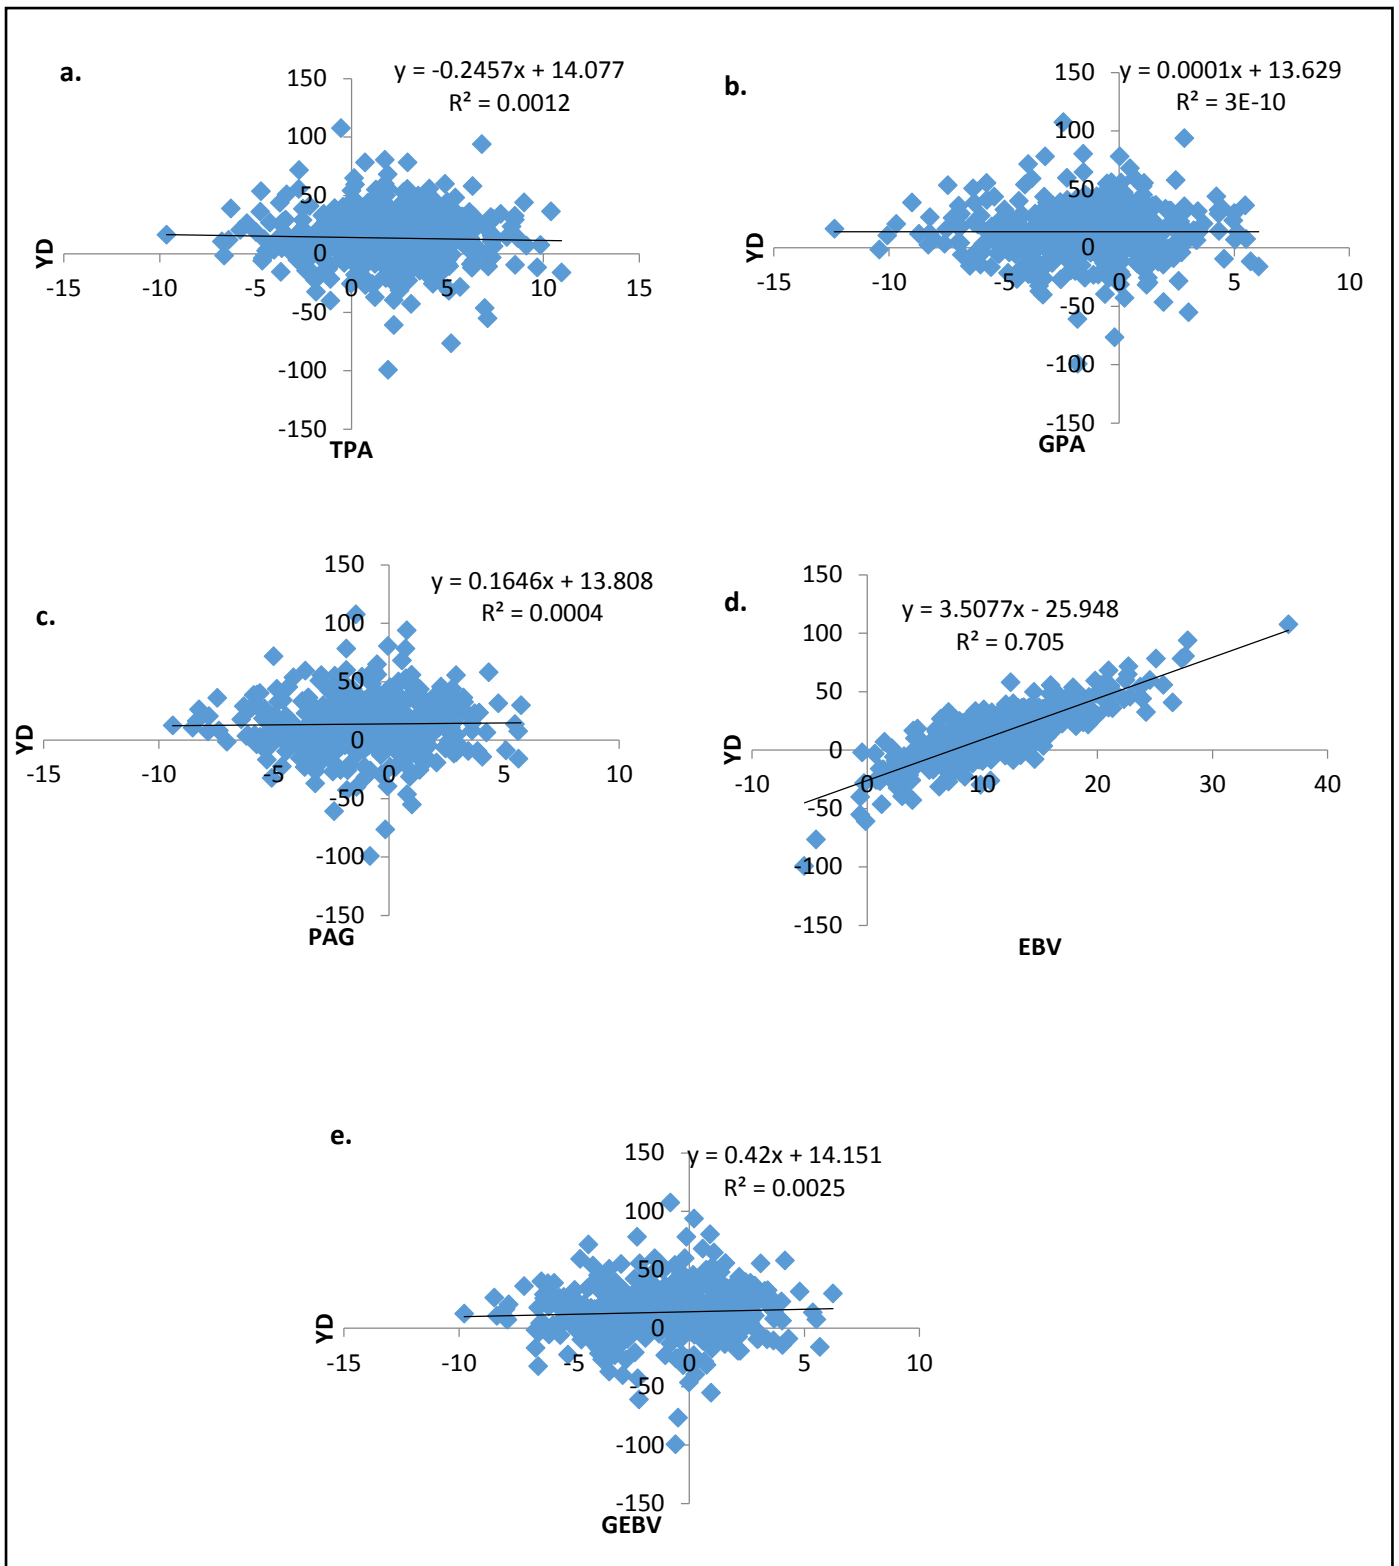 a.
y = -0.2457x + 14.077
R² = 0.0012
150
100
50
0
-50
-100
-150
-15 -10 -5 0 5 10 15
YD
TPA
b.
y = 0.0001x + 13.629
R² = 3E-10
150
100
50
0
-50
-100
-150
-15 -10 -5 0 5 10
YD
GPA
c.
y = 0.1646x + 13.808
R² = 0.0004
150
100
50
0
-50
-100
-150
-15 -10 -5 0 5 10
YD
PAG
d.
y = 3.5077x - 25.948
R² = 0.705
150
100
50
0
-50
-100
-150
-10 0 10 20 30 40
YD
EBV
e.
y = 0.42x + 14.151
R² = 0.0025
150
100
50
0
-50
-100
-150
-15 -10 -5 0 5 10
YD
GEBV